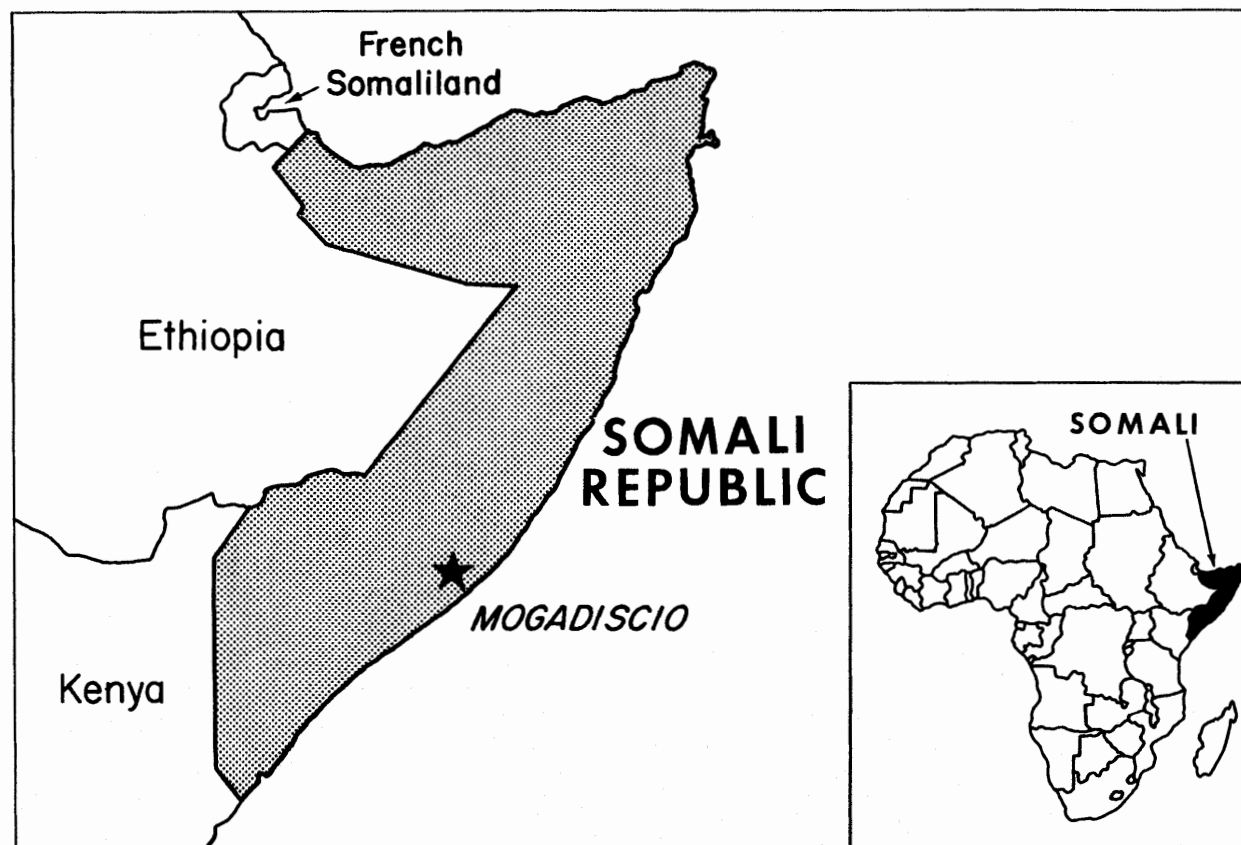 French
Somaliland
Ethiopia
SOMALI
REPUBLIC
MOGADISCIO
Kenya
SOMALI